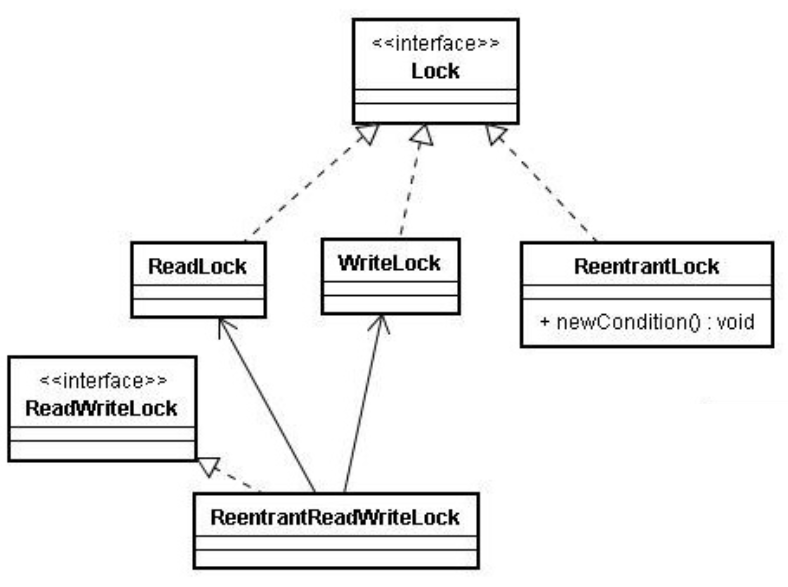 <<interface>>
Lock
ReadLock
WriteLock
ReentrantLock
+ newCondition() : void
<<interface>>
ReadWriteLock
ReentrantReadWriteLock